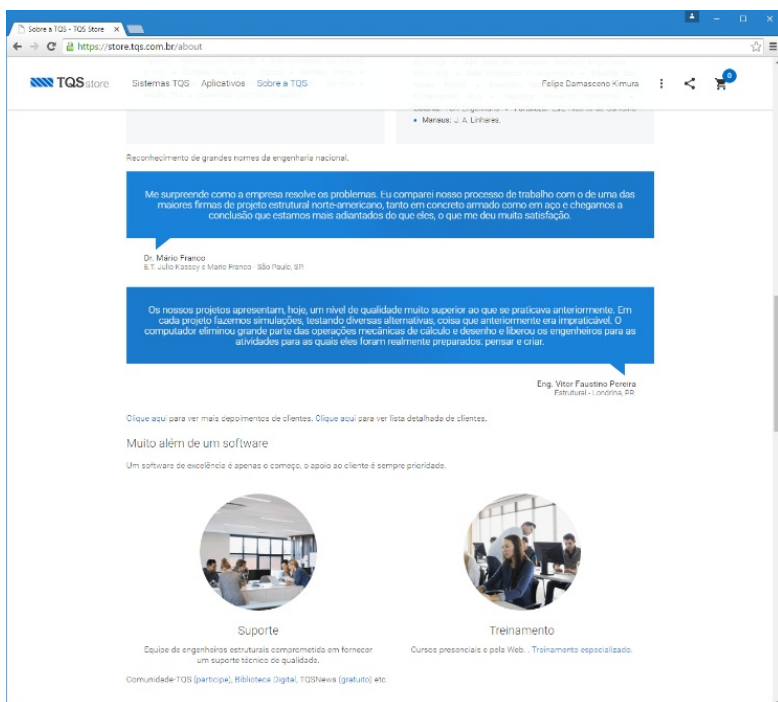 Sobre a TQS - TQS Store
https://store.tqs.com.br/about
TQS store
Sistemas TQS Aplicativos Sobre a TQS
Felipe Damasceno Kimura
0
• Manaus: J. A. Linhares.
Reconhecimento de grandes nomes da engenharia nacional.
Me surpreende como a empresa resolve os problemas. Eu comparei nosso processo de trabalho com o de uma das
maiores firmas de projeto estrutural norte-americano, tanto em concreto armado como em aço e chegamos a
conclusão que estamos mais adiantados do que eles, o que me deu muita satisfação.
Dr. Mário Franco
E.T. Julio Kassoy e Mario Franco - São Paulo, SP.
Os nossos projetos apresentam, hoje, um nível de qualidade muito superior ao que se praticava anteriormente. Em
cada projeto fazemos simulações, testando diversas alternativas, coisa que anteriormente era impraticável. O
computador eliminou grande parte das operações mecânicas de cálculo e desenho e liberou os engenheiros para as
atividades para as quais eles foram realmente preparados: pensar e criar.
Eng. Vitor Faustino Pereira
Estrutural - Londrina, PR.
Clique aqui para ver mais depoimentos de clientes. Clique aqui para ver lista detalhada de clientes.
Muito além de um software
Um software de excelência é apenas o começo, o apoio ao cliente é sempre prioridade.
Suporte
Equipe de engenheiros estruturais comprometida em fornecer
um suporte técnico de qualidade.
Treinamento
Cursos presenciais e pela Web. . Treinamento especializado.
Comunidade-TQS (participe), Biblioteca Digital, TQSNews (gratuito) etc.